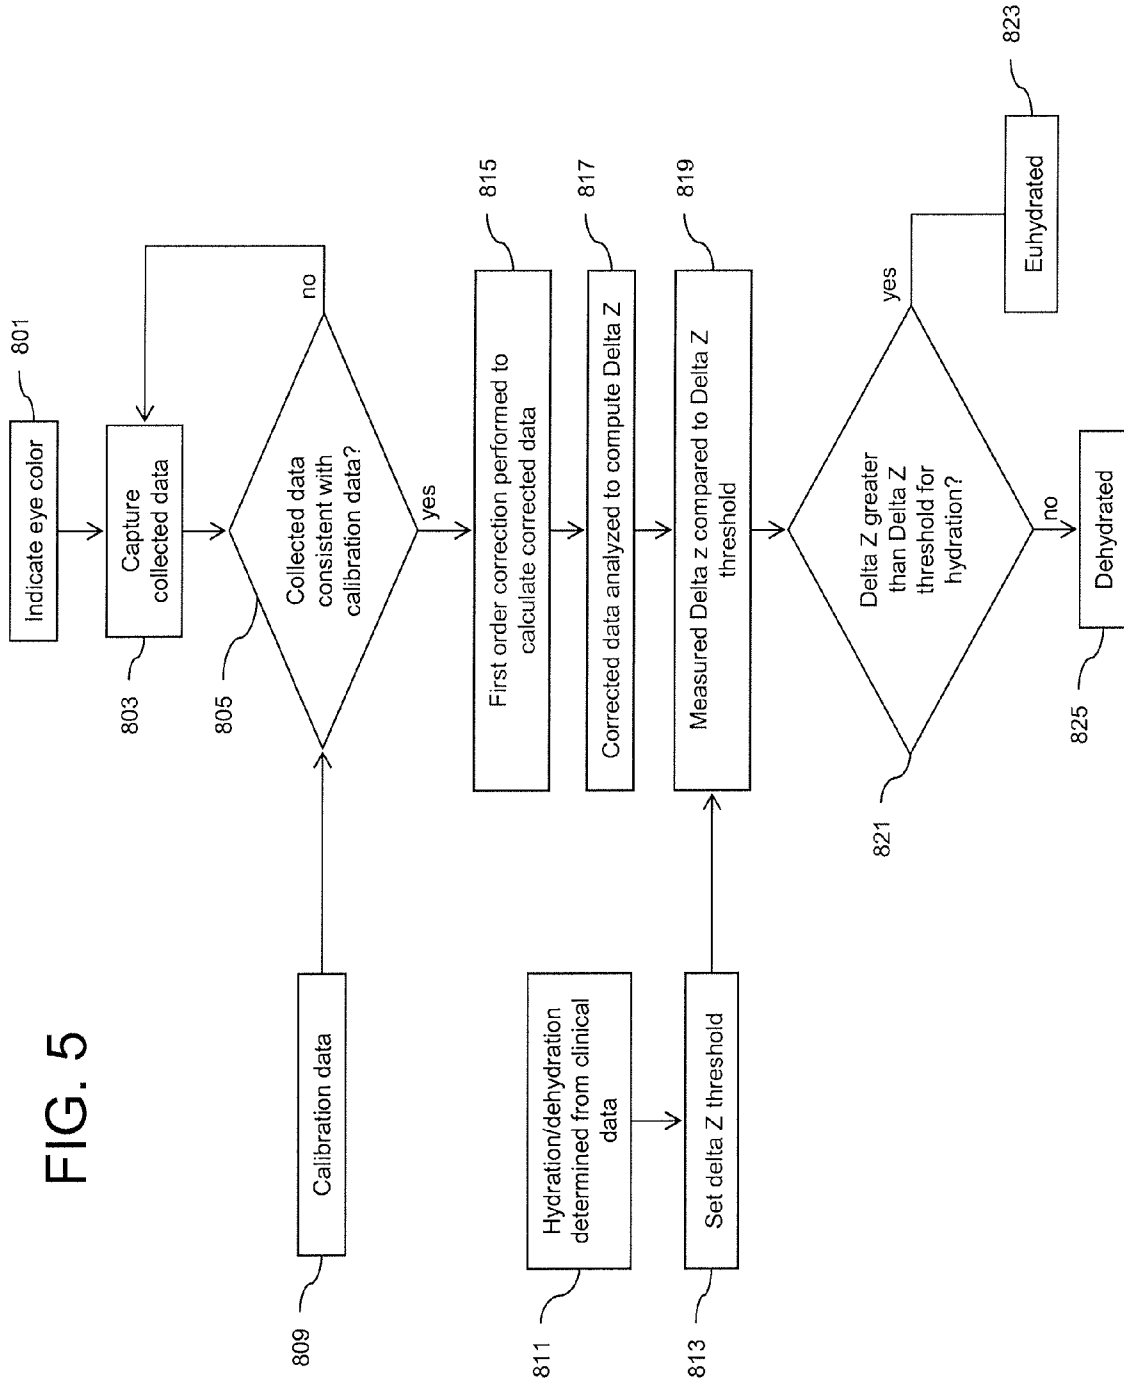 FIG. 5
Indicate eye color
801
Capture
collected data
803
Collected data
consistent with
calibration data?
805
no
yes
Calibration data
809
First order correction performed to
calculate corrected data
815
Hydration/dehydration
determined from clinical
data
811
Corrected data analyzed to compute Delta Z
817
Set delta Z threshold
813
Measured Delta z compared to Delta Z
threshold
819
Delta Z greater
than Delta Z
threshold for
hydration?
821
yes
no
Euhydrated
823
Dehydrated
825